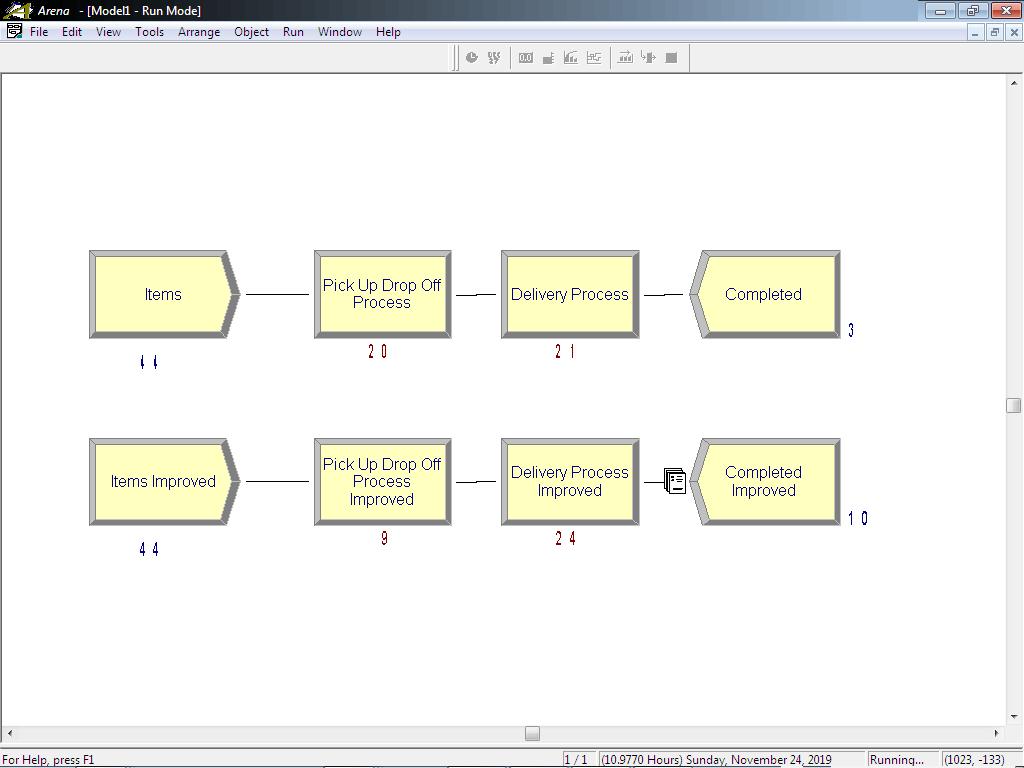 Arena - [Model1 - Run Mode]
File Edit View Tools Arrange Object Run Window Help
Items
Pick Up Drop Off
Process
Delivery Process
Completed
3
44
20
21
Items Improved
Pick Up Drop Off
Process
Improved
Delivery Process
Improved
Completed
Improved
10
44
9
24
For Help, press F1
1 / 1
(10.9770 Hours) Sunday, November 24, 2019
Running...
(1023, -133)